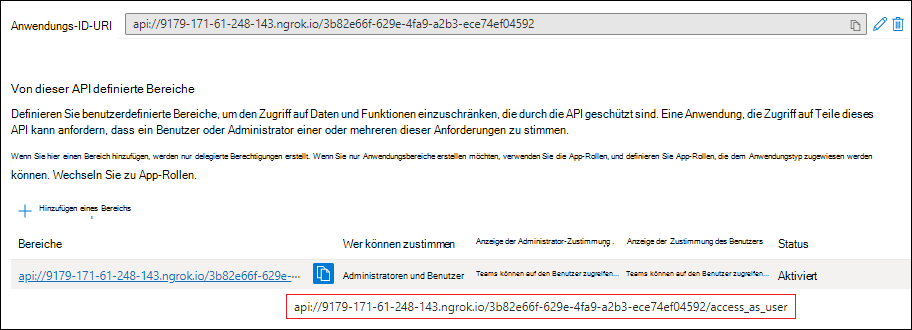 Anwendungs-ID-URI api://9179-171-61-248-143.ngrok.io/3b82e66f-629e-4fa9-a2b3-ece74ef04592
Von dieser API definierte Bereiche
Definieren Sie benutzerdefinierte Bereiche, um den Zugriff auf Daten und Funktionen einzuschränken, die durch die API geschützt sind. Eine Anwendung, die Zugriff auf Teile dieses
API kann anfordern, dass ein Benutzer oder Administrator einer oder mehreren dieser Anforderungen zu stimmen.
Wenn Sie hier einen Bereich hinzufügen, werden nur delegierte Berechtigungen erstellt. Wenn Sie nur Anwendungsbereiche erstellen möchten, verwenden Sie die App-Rollen, und definieren Sie App-Rollen, die dem Anwendungstyp zugewiesen werden
können. Wechseln Sie zu App-Rollen.
Hinzufügen eines Bereichs
Bereiche Wer können zustimmen Anzeige der Administrator-Zustimmung. Anzeige der Zustimmung des Benutzers Status
api://9179-171-61-248-143.ngrok.io/3b82e66f-629e-... Administratoren und Benutzer Teams können auf den Benutzer zugreifen... Teams können auf den Benutzer zugreifen... Aktiviert
api://9179-171-61-248-143.ngrok.io/3b82e66f-629e-4fa9-a2b3-ece74ef04592/access_as_user